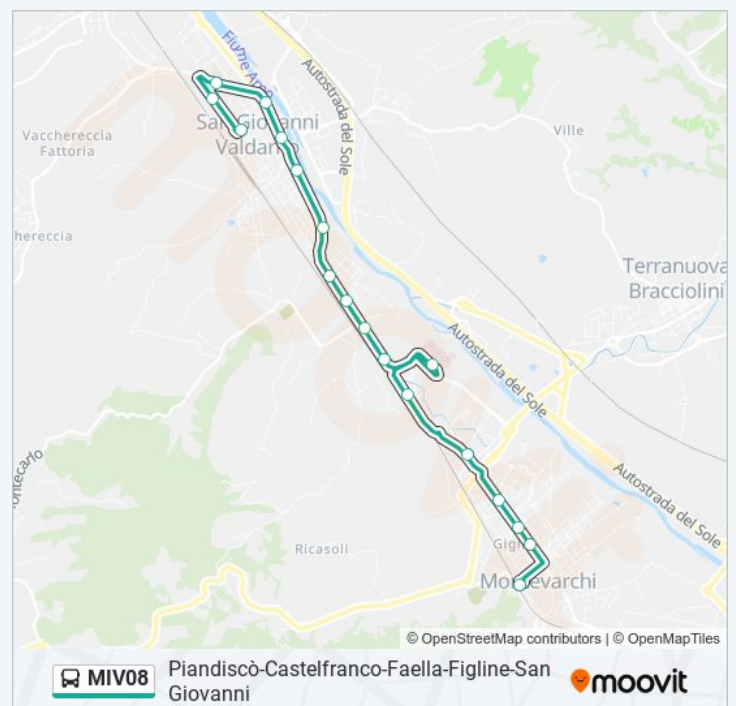 Fiume Arno
Autostrada del Sole
San Giovanni
Valdarno
Vacchereccia
Fattoria
Ville
hereccia
Terranuova
Bracciolini
Autostrada del Sole
ntecarlo
Autostrada del Sole
Ricasoli
Montevarchi
© OpenStreetMap contributors | © OpenMapTiles
MIV08
Piandiscò-Castelfranco-Faella-Figline-San
Giovanni
moovit